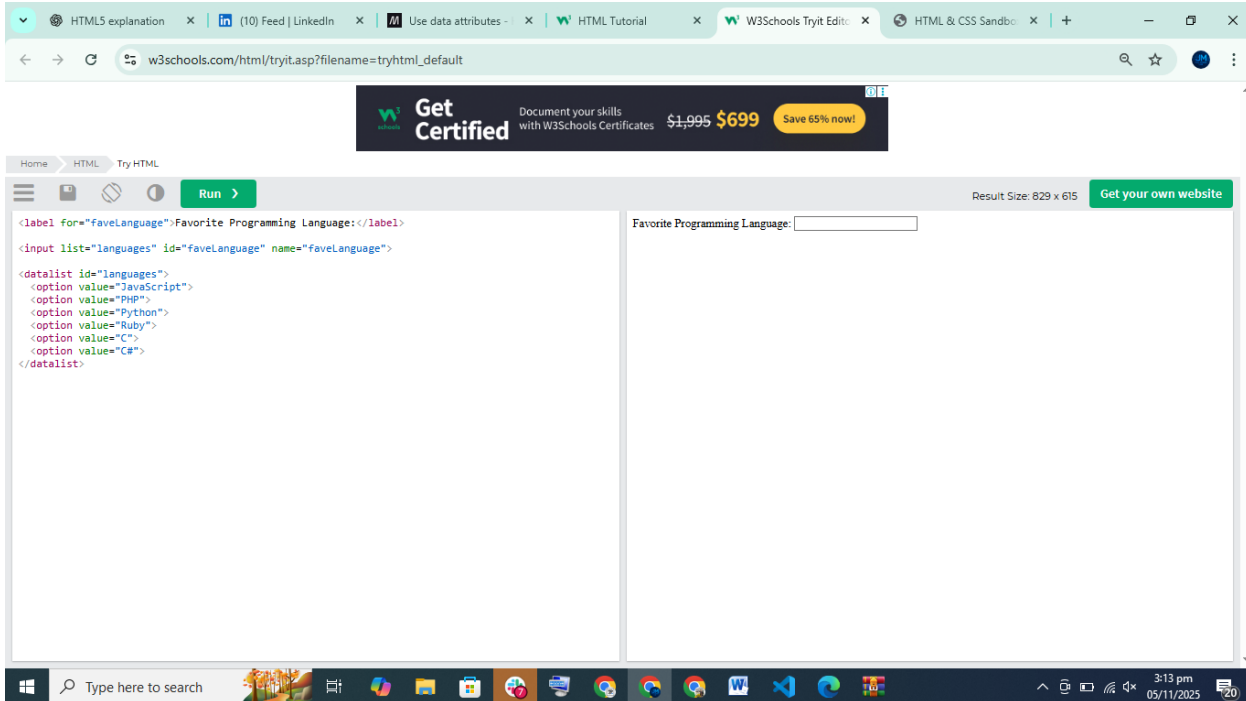 HTML5 explanation
(10) Feed | LinkedIn
Use data attributes -
HTML Tutorial
W3Schools Tryit Edito
HTML & CSS Sandbo
w3schools.com/html/tryit.asp?filename=tryhtml_default
JM
W3
schools
Get
Certified
Document your skills
with W3Schools Certificates
$1,995 $699
Save 65% now!
Home
HTML
Try HTML
Run ❯
Result Size: 829 x 615
Get your own website
<label for="faveLanguage">Favorite Programming Language:</label>
<input list="languages" id="faveLanguage" name="faveLanguage">
<datalist id="languages">
<option value="JavaScript">
<option value="PHP">
<option value="Python">
<option value="Ruby">
<option value="C">
<option value="C#">
</datalist>
Favorite Programming Language:
Type here to search
7
W
3:13 pm
05/11/2025
20